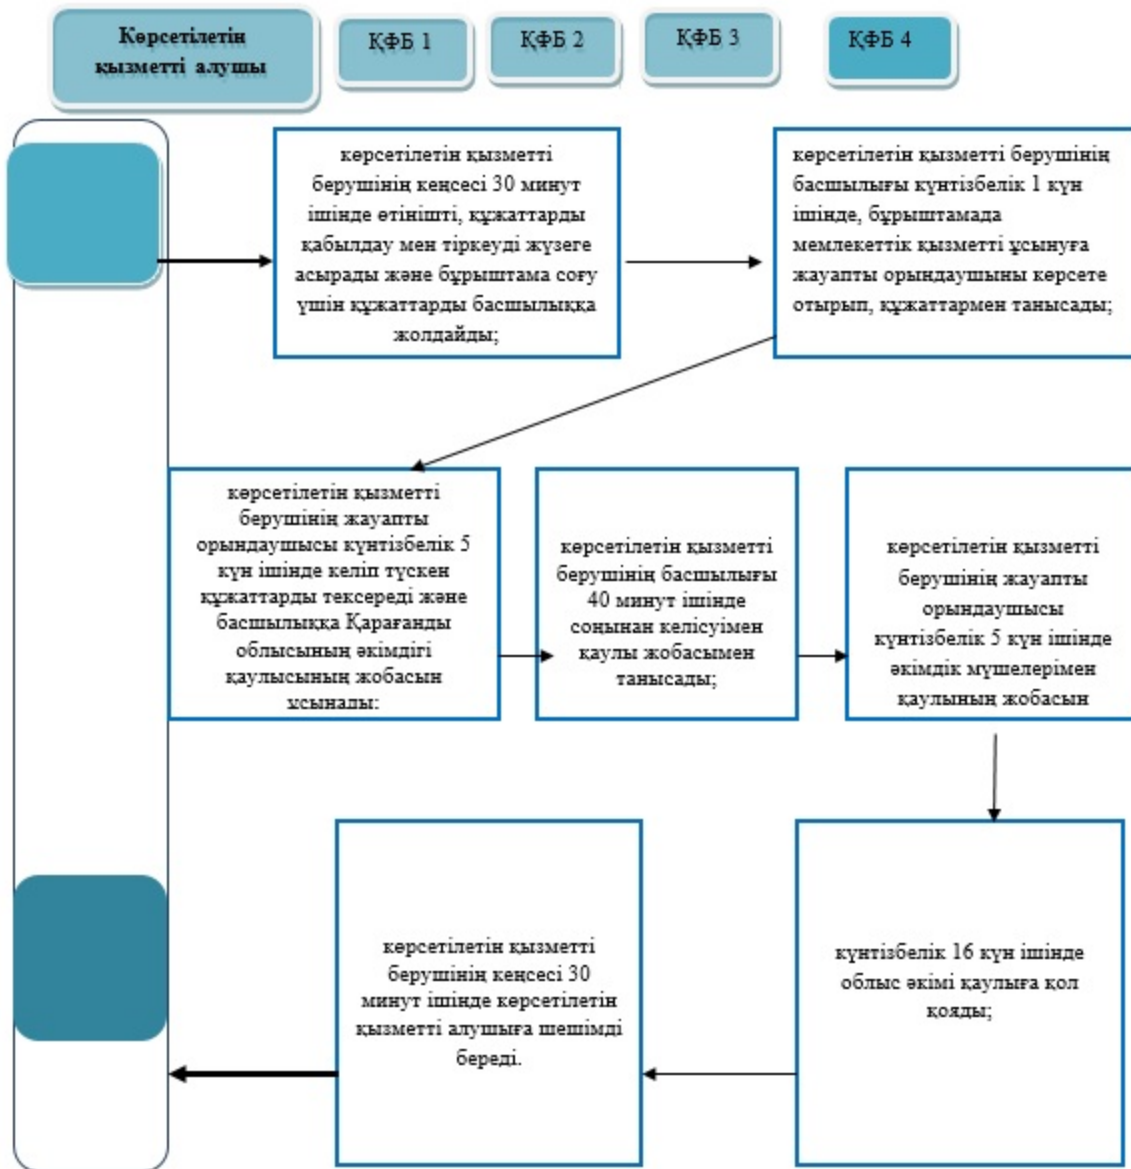 Көрсетілетін
қызметті алушы
ҚФБ 1
ҚФБ 2
ҚФБ 3
ҚФБ 4
көрсетілетін қызметті
берушінің кеңсесі 30 минут
ішінде өтінішті, құжаттарды
қабылдау мен тіркеуді жүзеге
асырады және бұрыштама соғу
үшін құжаттарды басшылыққа
жолдайды;
көрсетілетін қызметті берушінің
басшылығы күнтізбелік 1 күн
ішінде, бұрыштамада
мемлекеттік қызметті ұсынуға
жауапты орындаушыны көрсете
отырып, құжаттармен танысады;
көрсетілетін қызметті
берушінің жауапты
орындаушысы күнтізбелік 5
күн ішінде келіп түскен
құжаттарды тексереді және
басшылыққа Қарағанды
облысының әкімдігі
қаулысының жобасын
ұсынады;
көрсетілетін қызметті
берушінің басшылығы
40 минут ішінде
соңынан келісуімен
қаулы жобасымен
танысады;
көрсетілетін қызметті
берушінің жауапты
орындаушысы
күнтізбелік 5 күн ішінде
әкімдік мүшелерімен
қаулының жобасын
күнтізбелік 16 күн ішінде
облыс әкімі қаулыға қол
қояды;
көрсетілетін қызметті
берушінің кеңсесі 30
минут ішінде көрсетілетін
қызметті алушыға шешімді
береді.